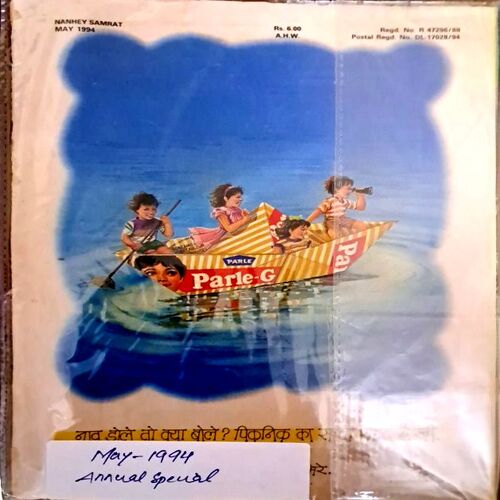 NANHEY SAMRAT
MAY 1994
Rs. 6.00
A.H.W.
Regd. No. R 47296/88
Postal Regd. No. DL-17028/94
PARLE
Parle-G
Pa
नाव डोले तो क्या बोले? पिकनिक का
May-1994
Annual Special